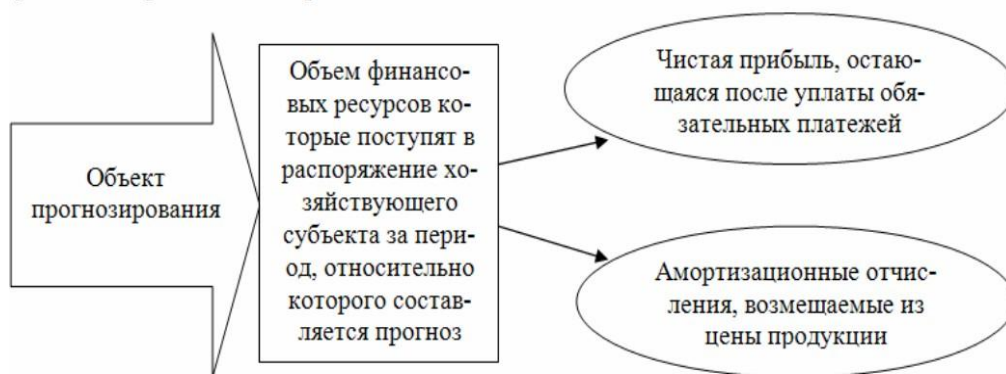 Объект
прогнозирования
Объем финансо-
вых ресурсов ко-
торые поступят в
распоряжение хо-
зяйствующего
субъекта за пери-
од, относительно
которого состав-
ляется прогноз
Чистая прибыль, остаю-
щаяся после уплаты обя-
зательных платежей
Амортизационные отчис-
ления, возмещаемые из
цены продукции